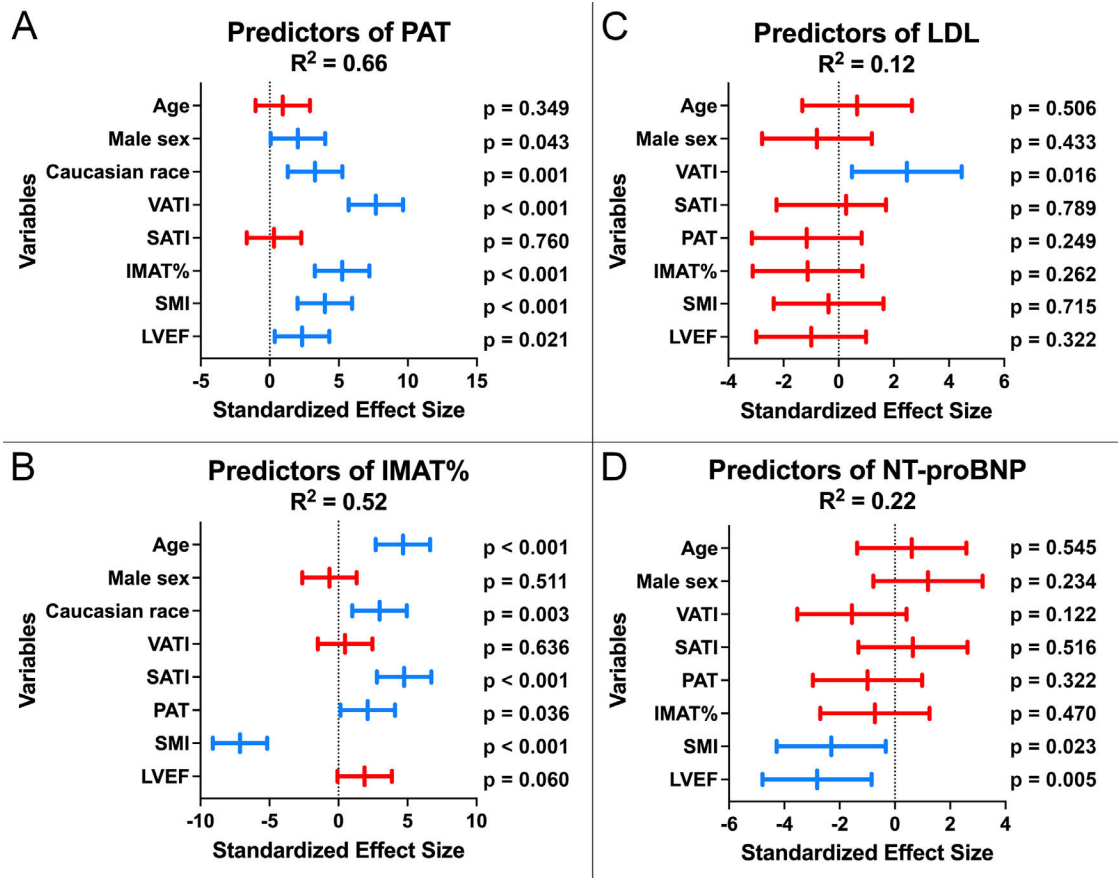 A
Predictors of PAT
R² = 0.66
Variables
Age p = 0.349
Male sex p = 0.043
Caucasian race p = 0.001
VATI p < 0.001
SATI p = 0.760
IMAT% p < 0.001
SMI p < 0.001
LVEF p = 0.021
-5 0 5 10 15
Standardized Effect Size
B
Predictors of IMAT%
R² = 0.52
Variables
Age p < 0.001
Male sex p = 0.511
Caucasian race p = 0.003
VATI p = 0.636
SATI p < 0.001
PAT p = 0.036
SMI p < 0.001
LVEF p = 0.060
-10 -5 0 5 10
Standardized Effect Size
C
Predictors of LDL
R² = 0.12
Variables
Age p = 0.506
Male sex p = 0.433
VATI p = 0.016
SATI p = 0.789
PAT p = 0.249
IMAT% p = 0.262
SMI p = 0.715
LVEF p = 0.322
-4 -2 0 2 4 6
Standardized Effect Size
D
Predictors of NT-proBNP
R² = 0.22
Variables
Age p = 0.545
Male sex p = 0.234
VATI p = 0.122
SATI p = 0.516
PAT p = 0.322
IMAT% p = 0.470
SMI p = 0.023
LVEF p = 0.005
-6 -4 -2 0 2 4
Standardized Effect Size